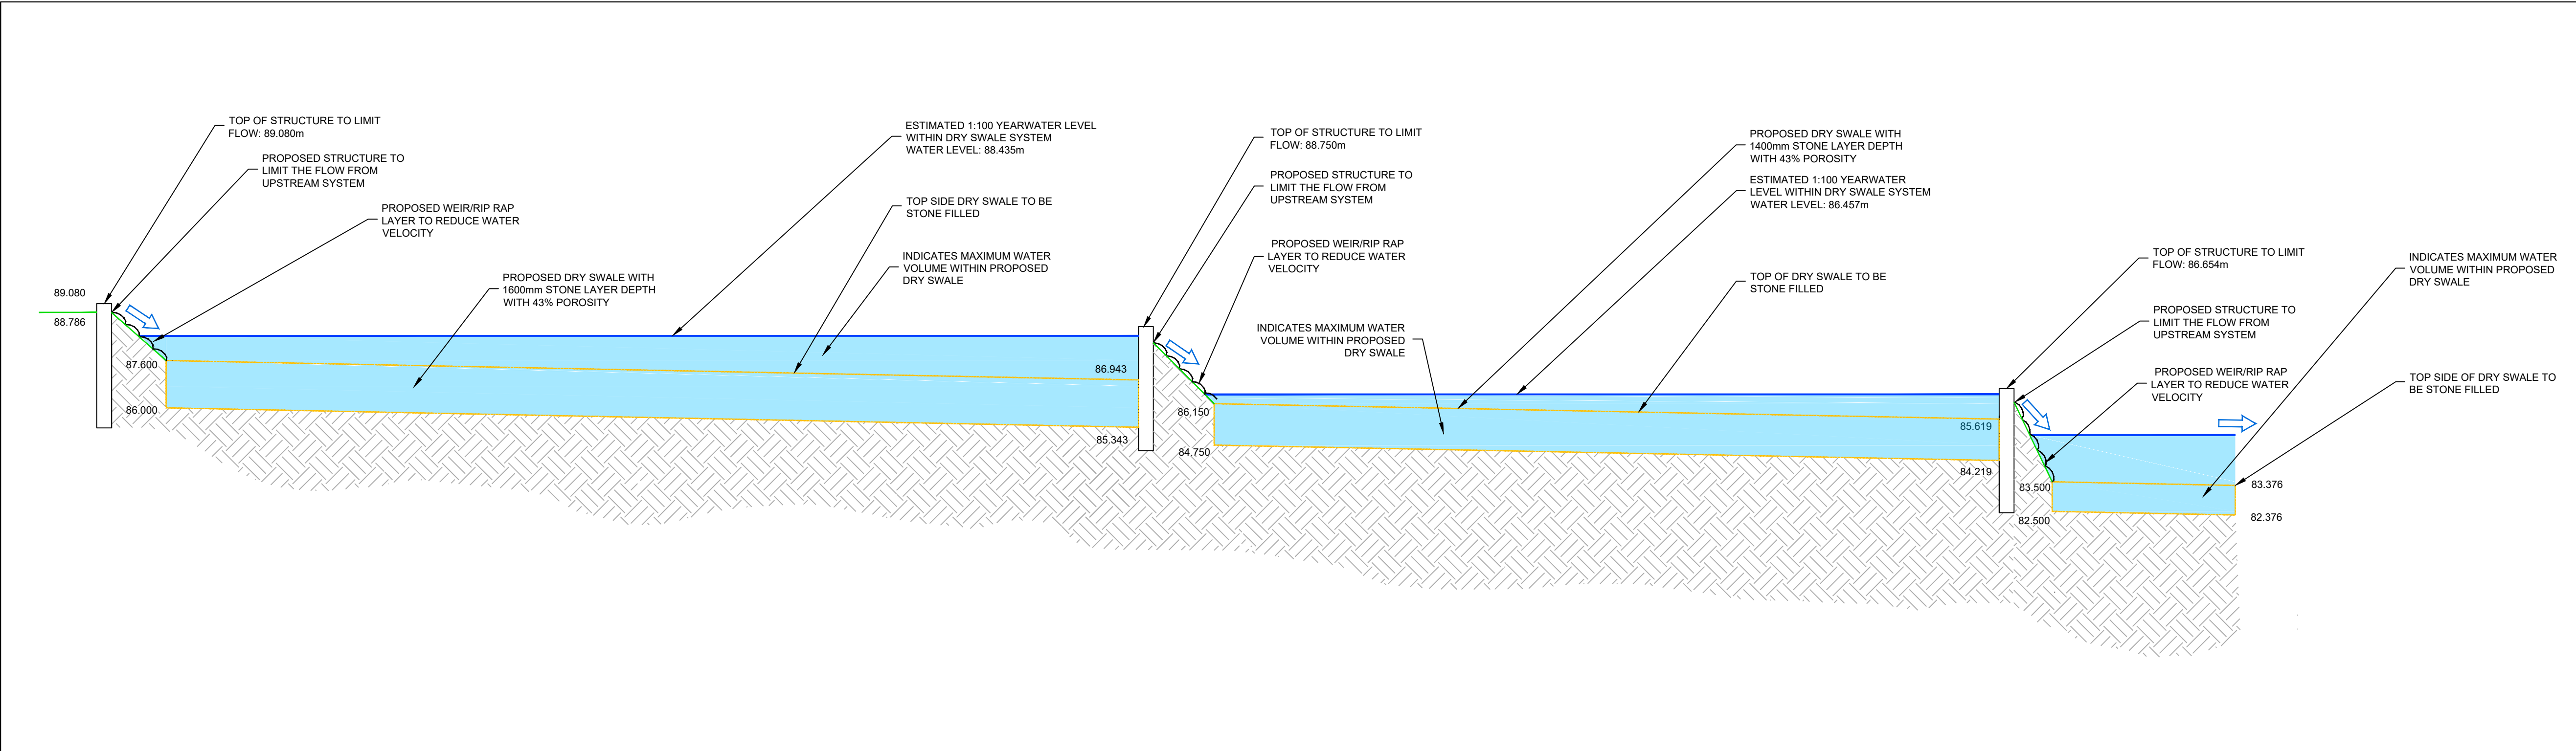 TOP OF STRUCTURE TO LIMIT
FLOW: 89.080m
PROPOSED STRUCTURE TO
LIMIT THE FLOW FROM
UPSTREAM SYSTEM
PROPOSED WEIR/RIP RAP
LAYER TO REDUCE WATER
VELOCITY
PROPOSED DRY SWALE WITH
1600mm STONE LAYER DEPTH
WITH 43% POROSITY
ESTIMATED 1:100 YEARWATER LEVEL
WITHIN DRY SWALE SYSTEM
WATER LEVEL: 88.435m
TOP SIDE DRY SWALE TO BE
STONE FILLED
INDICATES MAXIMUM WATER
VOLUME WITHIN PROPOSED
DRY SWALE
89.080
88.786
87.600
86.000
86.943
85.343
TOP OF STRUCTURE TO LIMIT
FLOW: 88.750m
PROPOSED STRUCTURE TO
LIMIT THE FLOW FROM
UPSTREAM SYSTEM
PROPOSED WEIR/RIP RAP
LAYER TO REDUCE WATER
VELOCITY
INDICATES MAXIMUM WATER
VOLUME WITHIN PROPOSED
DRY SWALE
PROPOSED DRY SWALE WITH
1400mm STONE LAYER DEPTH
WITH 43% POROSITY
ESTIMATED 1:100 YEARWATER
LEVEL WITHIN DRY SWALE SYSTEM
WATER LEVEL: 86.457m
TOP OF DRY SWALE TO BE
STONE FILLED
86.150
84.750
85.619
84.219
TOP OF STRUCTURE TO LIMIT
FLOW: 86.654m
PROPOSED STRUCTURE TO
LIMIT THE FLOW FROM
UPSTREAM SYSTEM
PROPOSED WEIR/RIP RAP
LAYER TO REDUCE WATER
VELOCITY
INDICATES MAXIMUM WATER
VOLUME WITHIN PROPOSED
DRY SWALE
TOP SIDE OF DRY SWALE TO
BE STONE FILLED
83.500
82.500
83.376
82.376